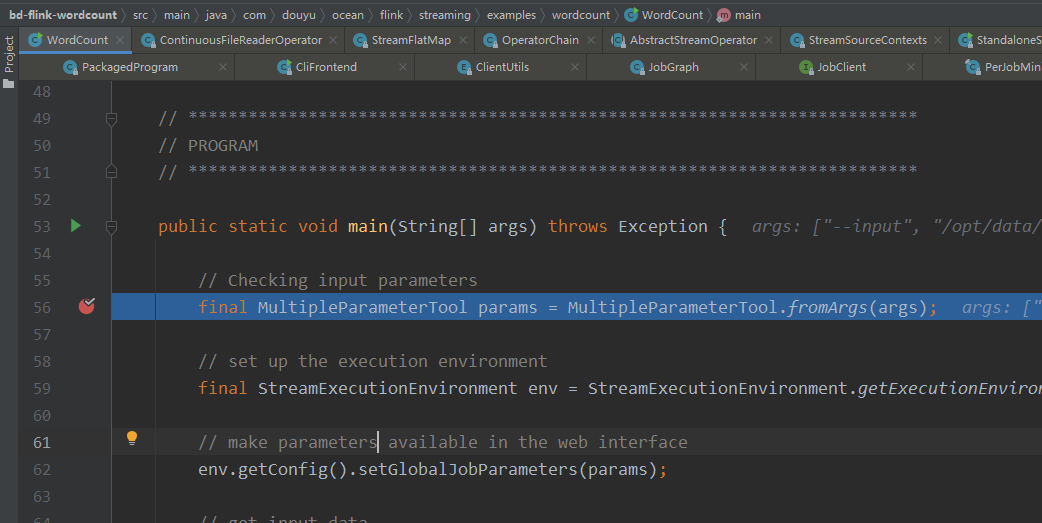 bd-flink-wordcount src main java com douyu ocean flink streaming examples wordcount WordCount main
WordCount ContinuousFileReaderOperator StreamFlatMap OperatorChain AbstractStreamOperator StreamSourceContexts StandaloneS
PackagedProgram CliFrontend ClientUtils JobGraph JobClient PerJobMin
Project
48
49 // *************************************************************************
50 // PROGRAM
51 // *************************************************************************
52
53 public static void main(String[] args) throws Exception { args: ["--input", "/opt/data/
54
55 // Checking input parameters
56 final MultipleParameterTool params = MultipleParameterTool.fromArgs(args); args: ["
57
58 // set up the execution environment
59 final StreamExecutionEnvironment env = StreamExecutionEnvironment.getExecutionEnviro
60
61 // make parameters available in the web interface
62 env.getConfig().setGlobalJobParameters(params);
63
64 // get input data